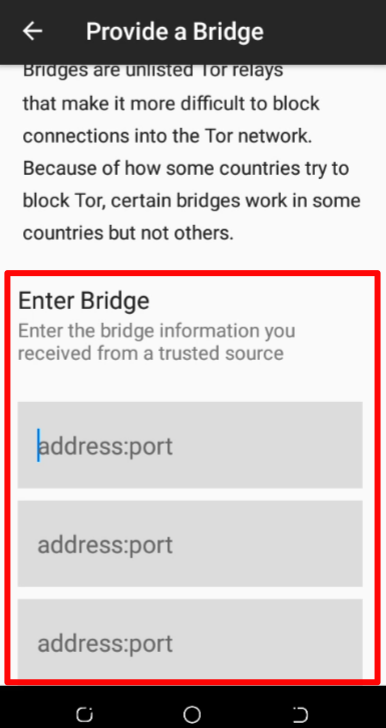 Provide a Bridge
Bridges are unlisted Tor relays
that make it more difficult to block
connections into the Tor network.
Because of how some countries try to
block Tor, certain bridges work in some
countries but not others.
Enter Bridge
Enter the bridge information you
received from a trusted source
address:port
address:port
address:port